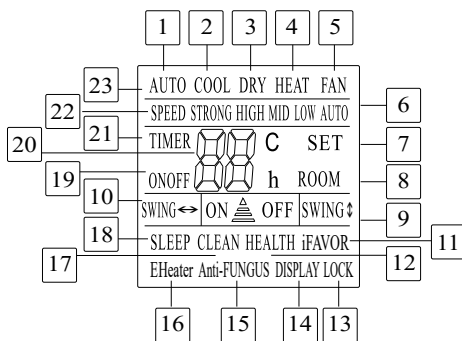 1 2 3 4 5
23 AUTO COOL DRY HEAT FAN
22 SPEED STRONG HIGH MID LOW AUTO 6
21 TIMER 88 C SET 7
20
19 ONOFF h ROOM 8
10 SWING ↔ ON OFF SWING ↕ 9
18 SLEEP CLEAN HEALTH iFAVOR 11
17 EHeater Anti-FUNGUS DISPLAY LOCK 12
16 15 14 13